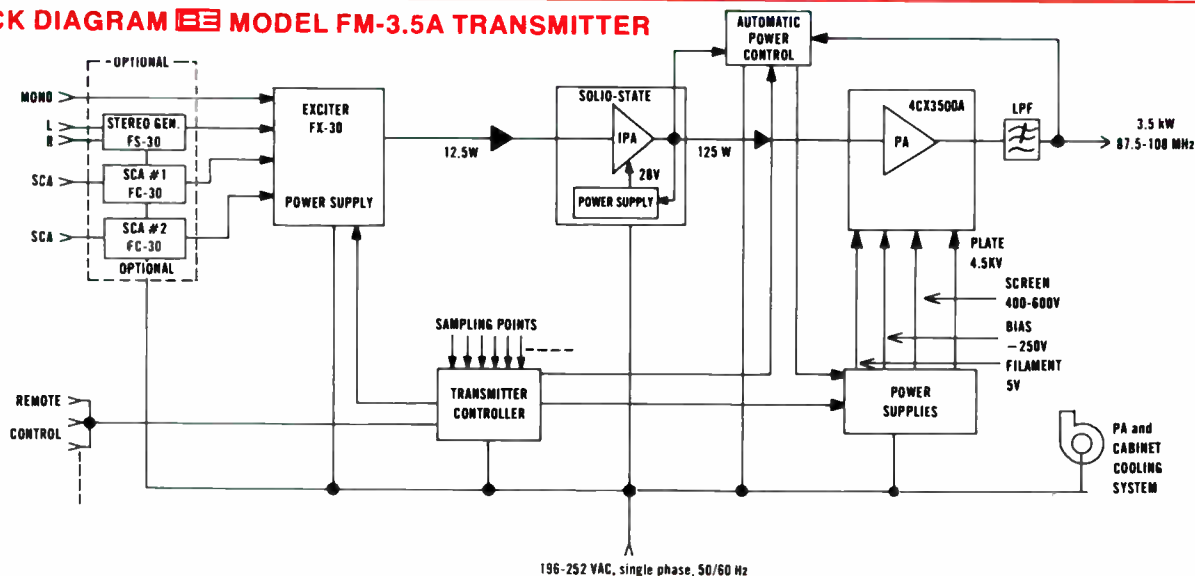 CK DIAGRAM BE MODEL FM-3.5A TRANSMITTER
OPTIONAL
MONO
L
R
STEREO GEN.
FS-30
SCA
SCA #1
FC-30
SCA
SCA #2
FC-30
OPTIONAL
EXCITER
FX-30
POWER SUPPLY
12.5W
SOLIO-STATE
IPA
28V
POWER SUPPLY
125 W
AUTOMATIC
POWER
CONTROL
4CX3500A
PA
LPF
3.5 kW
87.5-108 MHz
PLATE
4.5KV
SCREEN
400-600V
BIAS
−250V
FILAMENT
5V
SAMPLING POINTS
TRANSMITTER
CONTROLLER
POWER
SUPPLIES
REMOTE
CONTROL
PA and
CABINET
COOLING
SYSTEM
196-252 VAC, single phase, 50/60 Hz